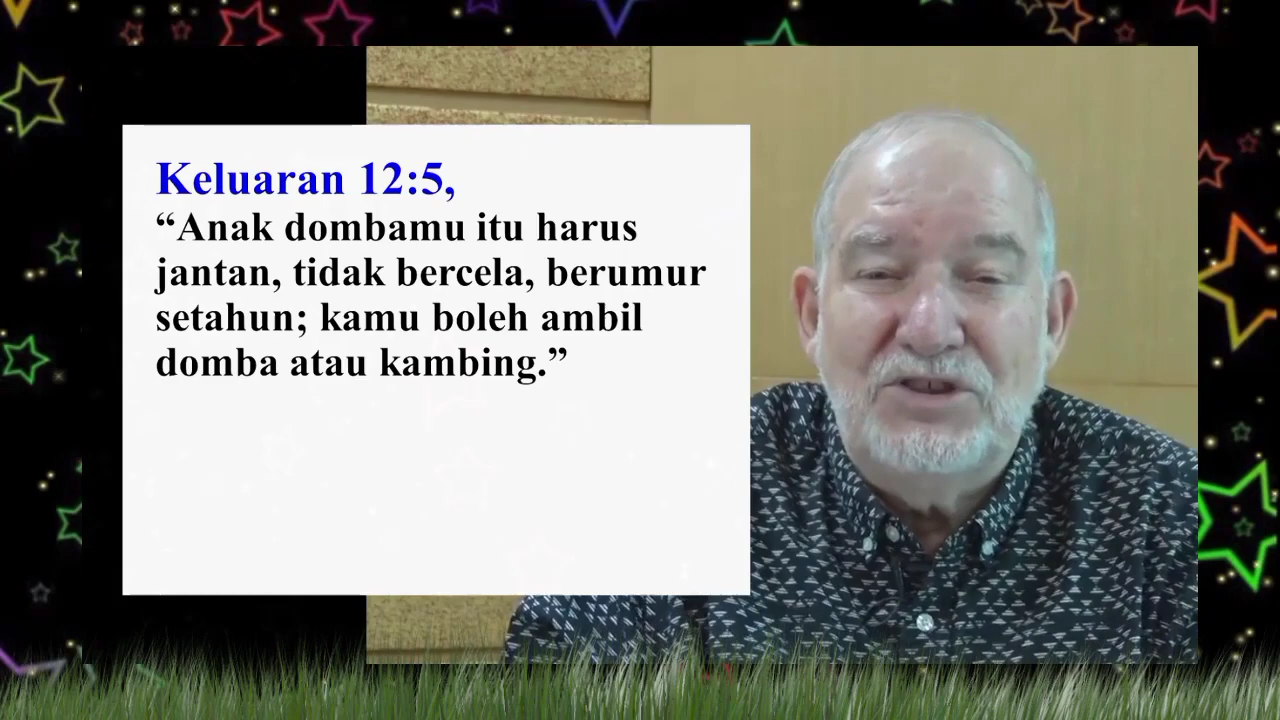 Keluaran 12:5,
“Anak dombamu itu harus
jantan, tidak bercela, berumur
setahun; kamu boleh ambil
domba atau kambing.”